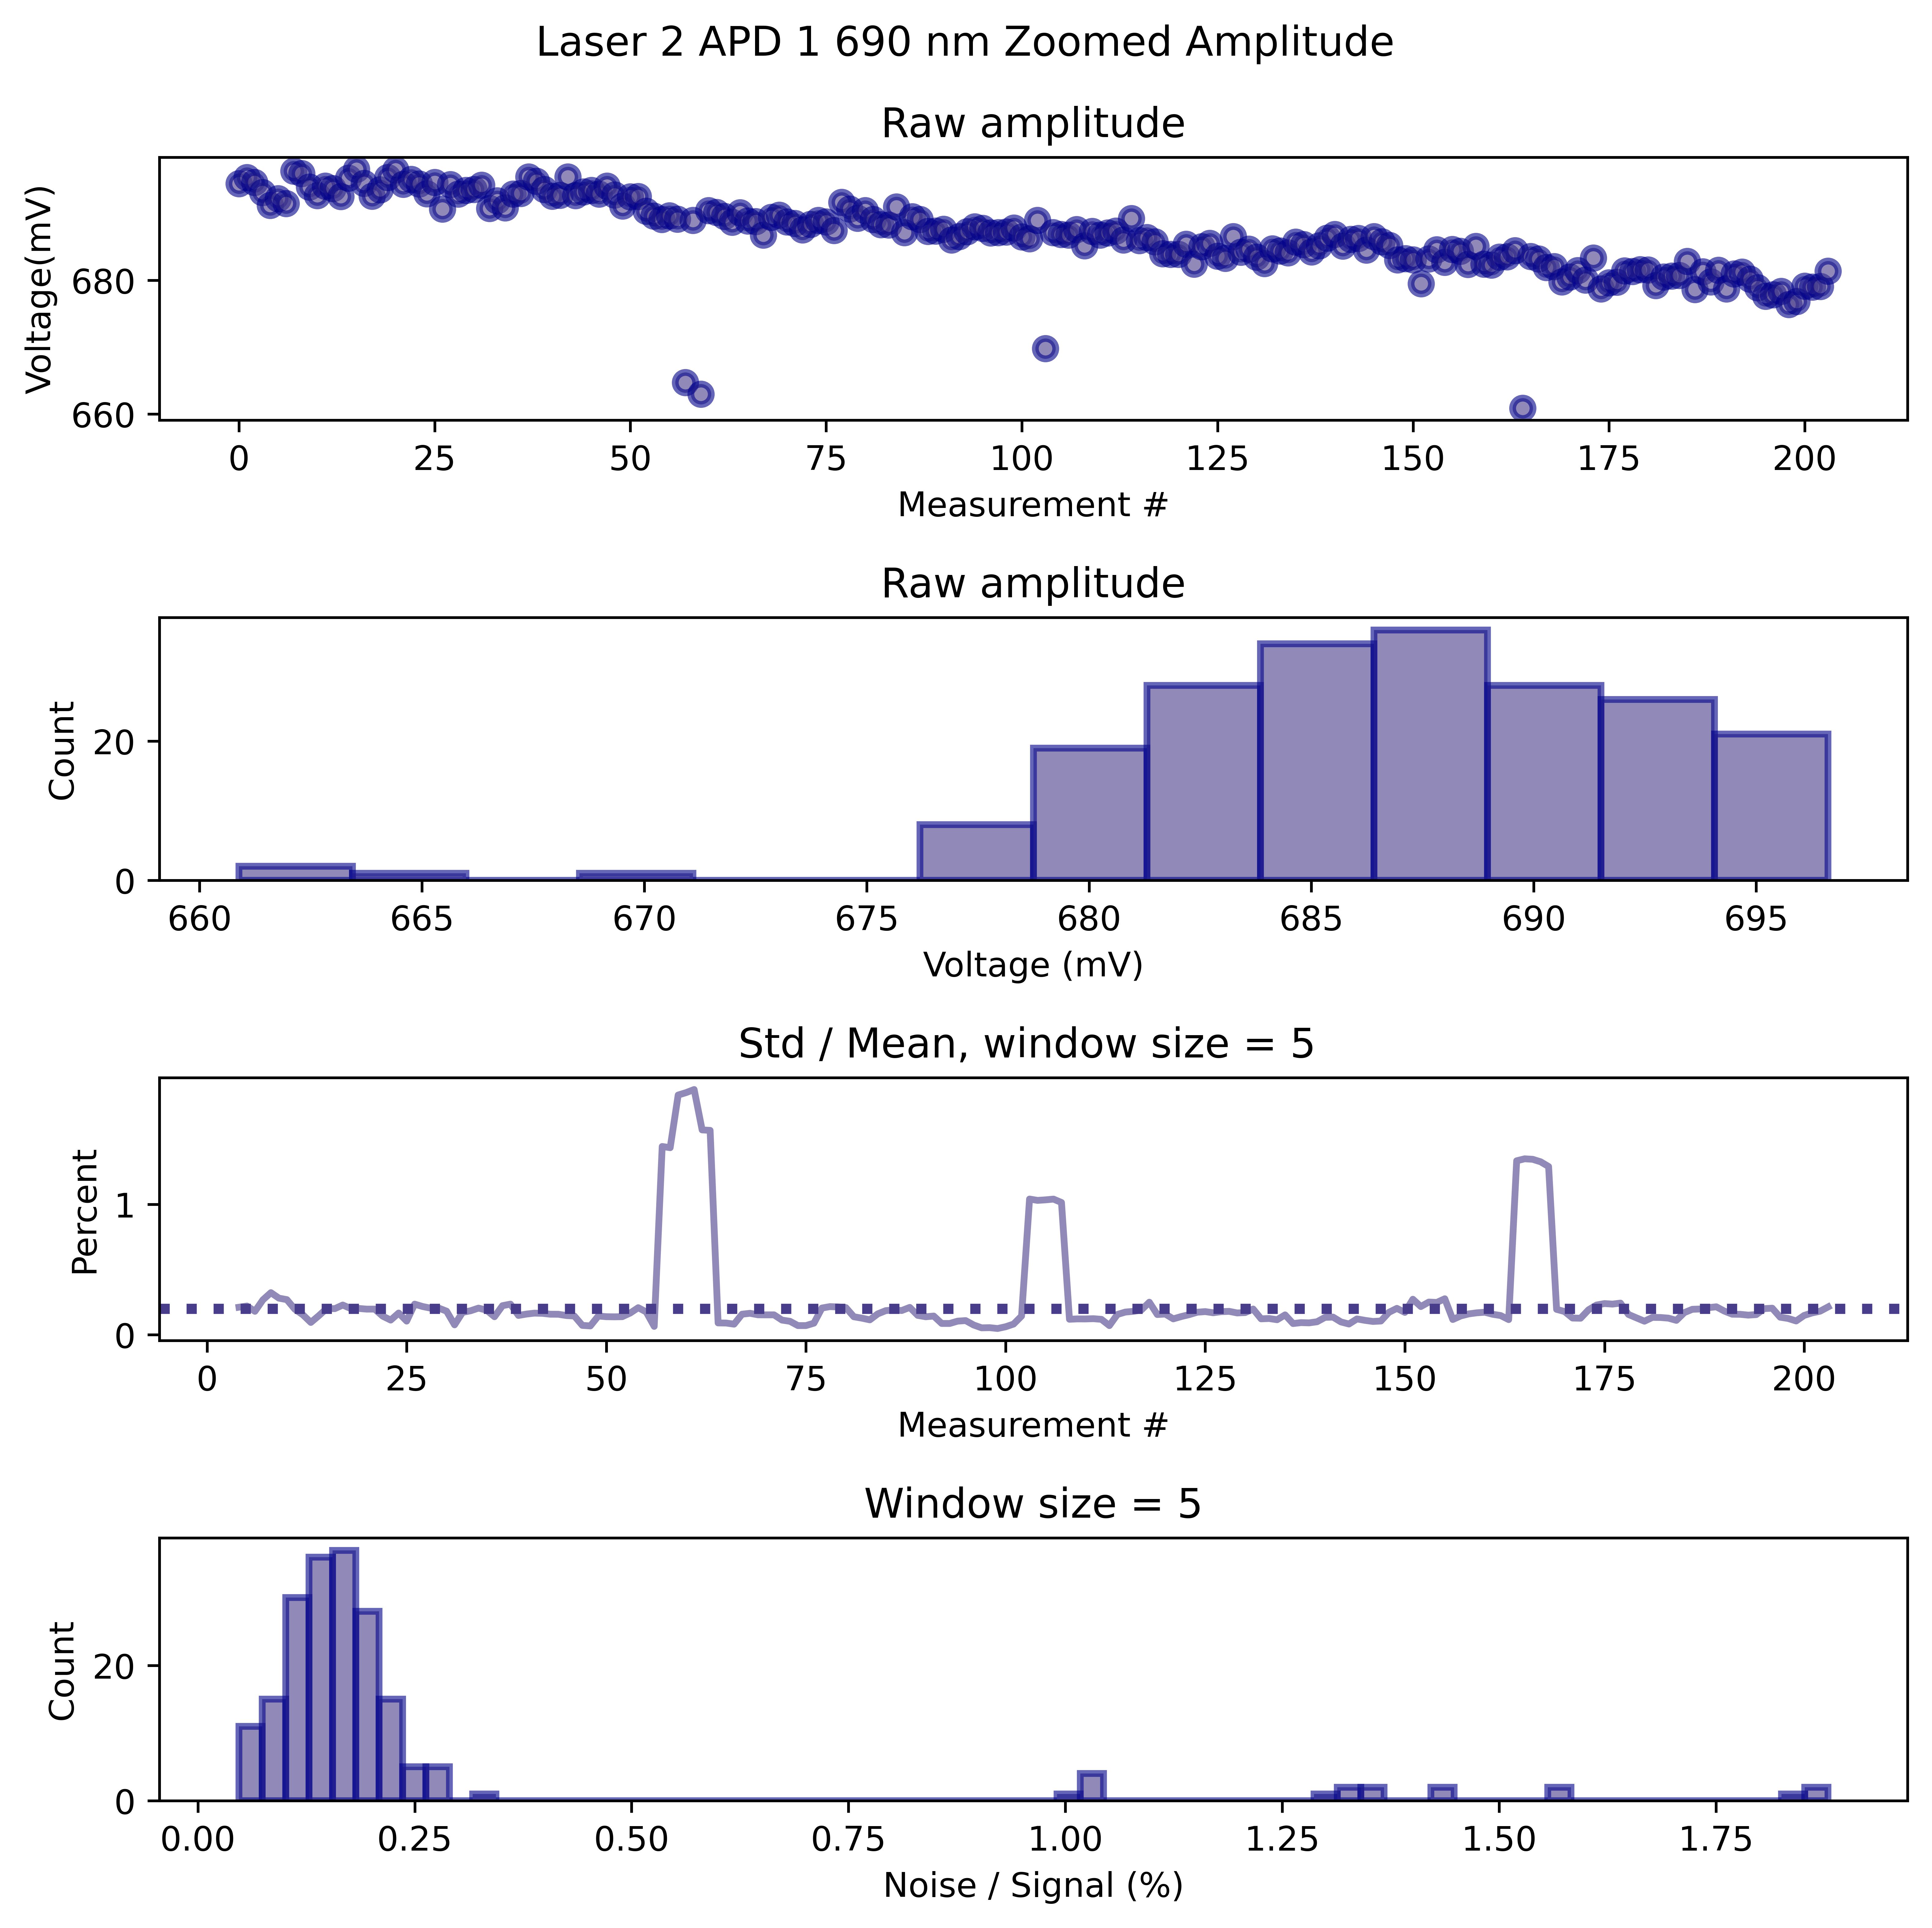 Laser 2 APD 1 690 nm Zoomed Amplitude
Raw amplitude
Voltage(mV)
680
660
0 25 50 75 100 125 150 175 200
Measurement #
Raw amplitude
Count
20
0
660 665 670 675 680 685 690 695
Voltage (mV)
Std / Mean, window size = 5
Percent
1
0
0 25 50 75 100 125 150 175 200
Measurement #
Window size = 5
Count
20
0
0.00 0.25 0.50 0.75 1.00 1.25 1.50 1.75
Noise / Signal (%)